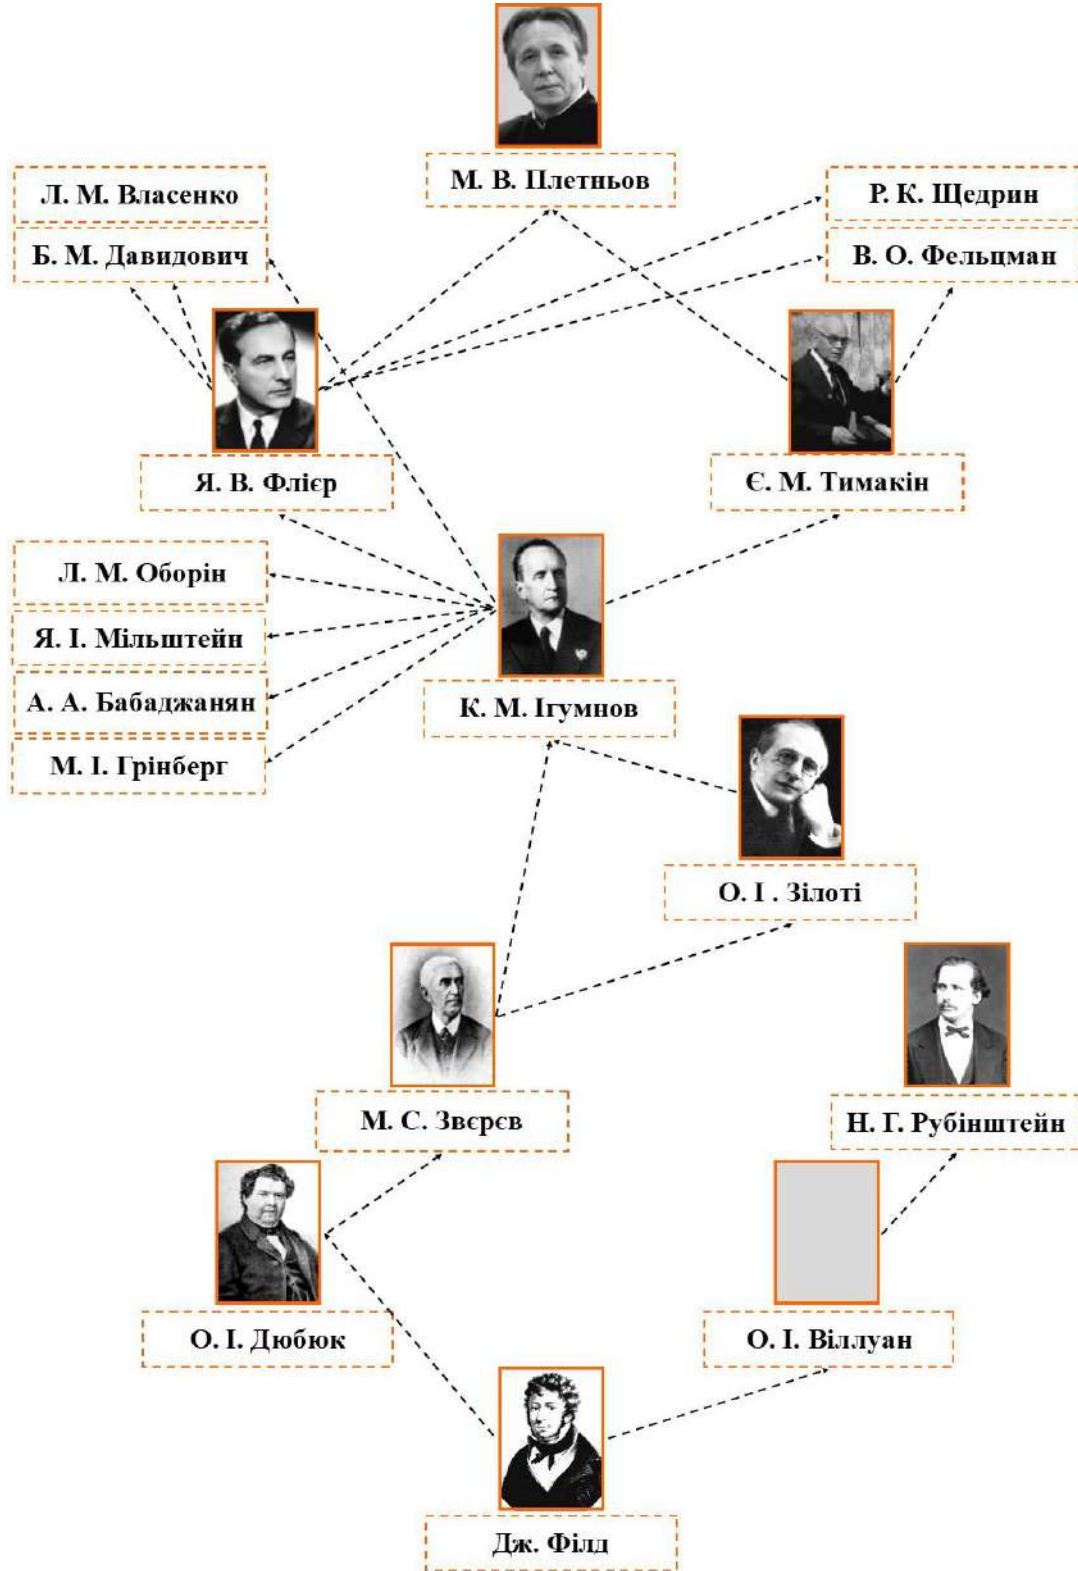 М. В. Плетньов
Л. М. Власенко
Р. К. Щедрин
Б. М. Давидович
В. О. Фельцман
Я. В. Флієр
Є. М. Тимакін
Л. М. Оборін
Я. І. Мільштейн
А. А. Бабаджанян
М. І. Грінберг
К. М. Ігумнов
О. І . Зілоті
М. С. Звєрєв
Н. Г. Рубінштейн
О. І. Дюбюк
О. І. Віллуан
Дж. Філд